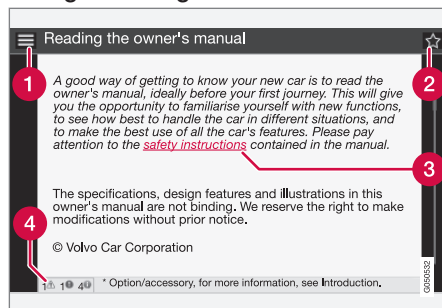 Reading the owner's manual
1
2
A good way of getting to know your new car is to read the
owner's manual, ideally before your first journey. This will give
you the opportunity to familiarise yourself with new functions,
to see how best to handle the car in different situations, and
to make the best use of all the car's features. Please pay
attention to the safety instructions contained in the manual.
3
The specifications, design features and illustrations in this
owner's manual are not binding. We reserve the right to make
modifications without prior notice.
4
© Volvo Car Corporation
1 1 4 * Option/accessory, for more information, see Introduction.
G050532